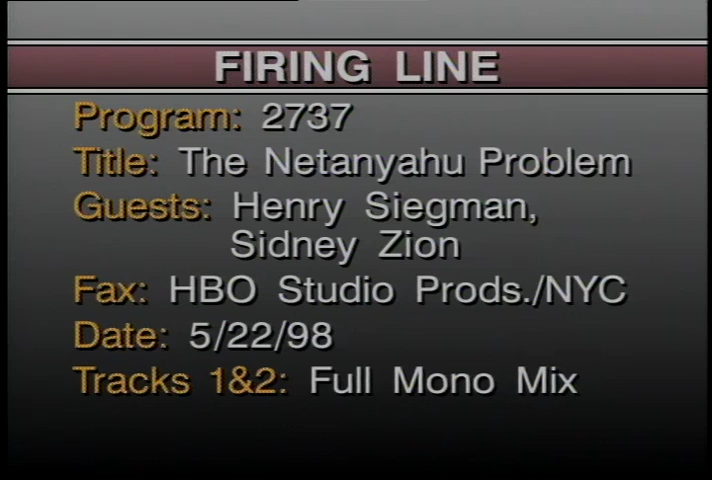 FIRING LINE
Program: 2737
Title: The Netanyahu Problem
Guests: Henry Siegman,
Sidney Zion
Fax: HBO Studio Prods./NYC
Date: 5/22/98
Tracks 1&2: Full Mono Mix